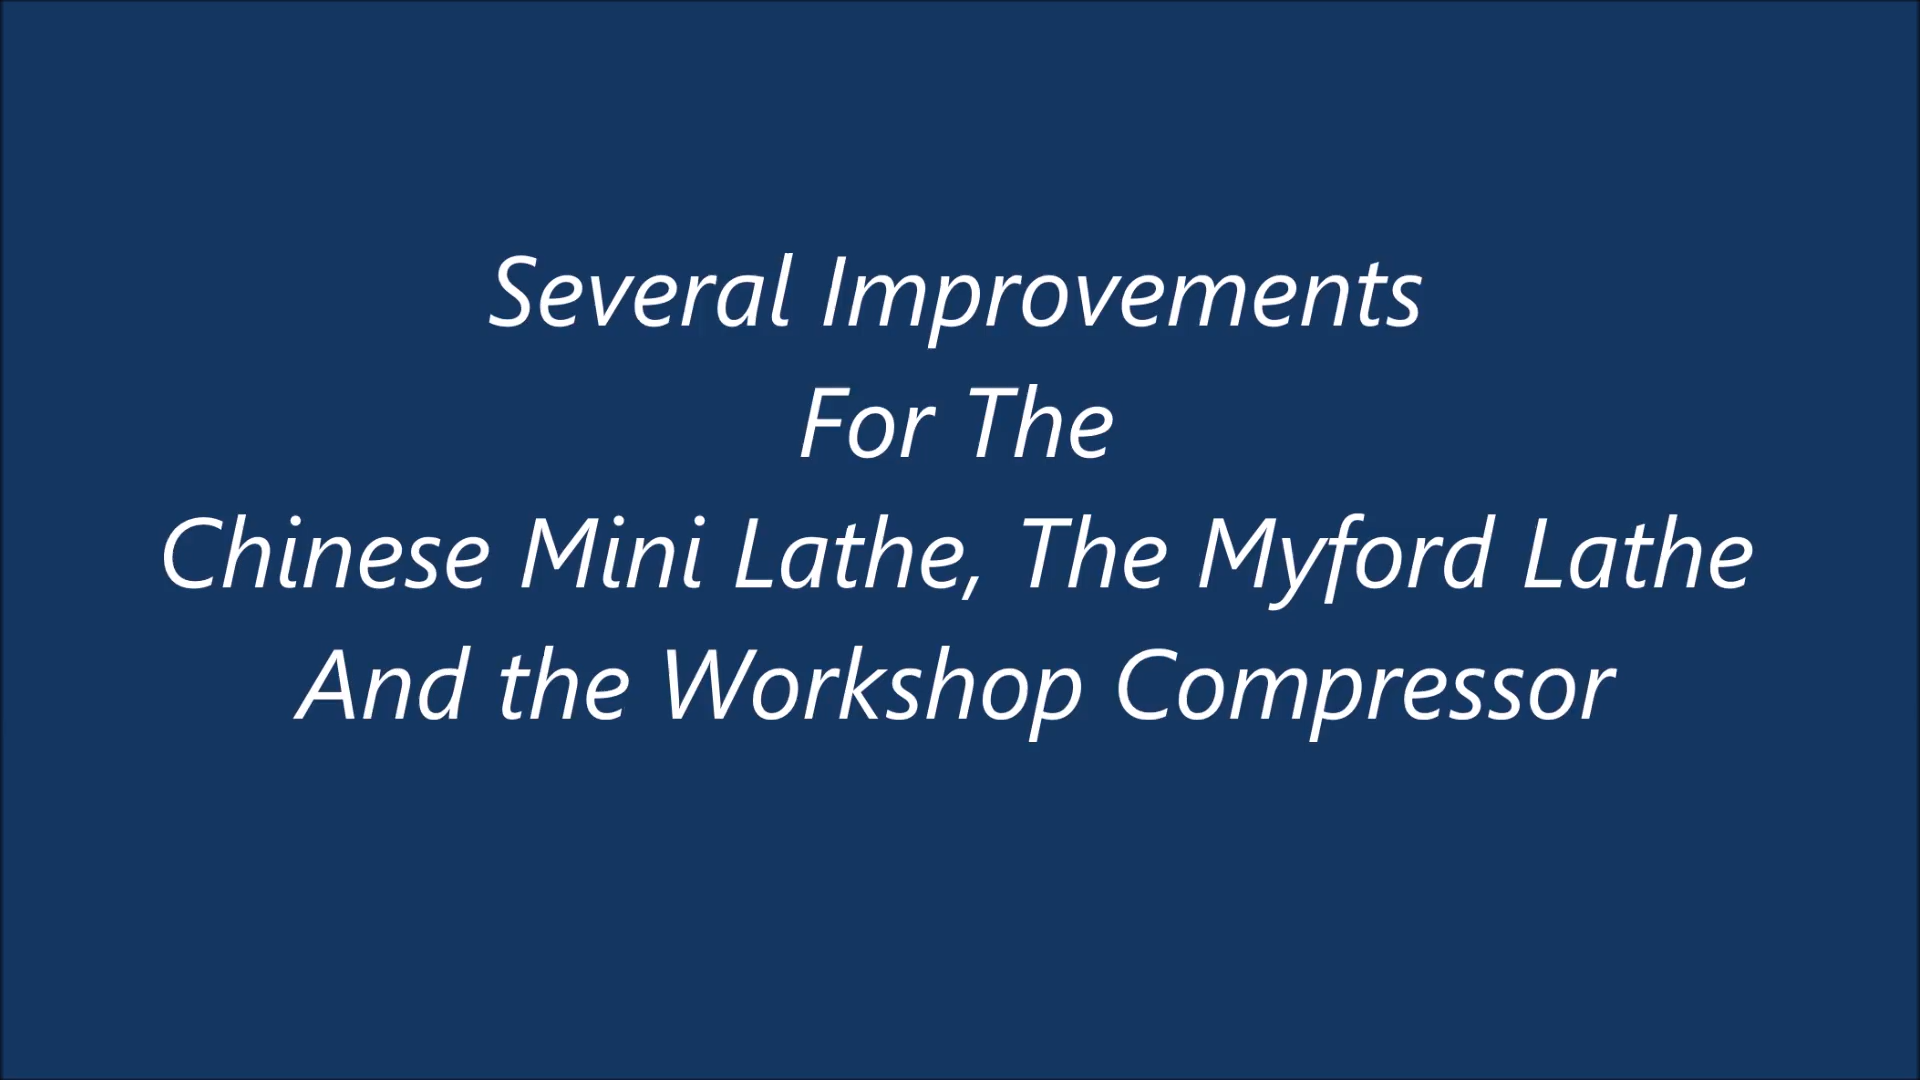 Several Improvements
For The
Chinese Mini Lathe, The Myford Lathe
And the Workshop Compressor